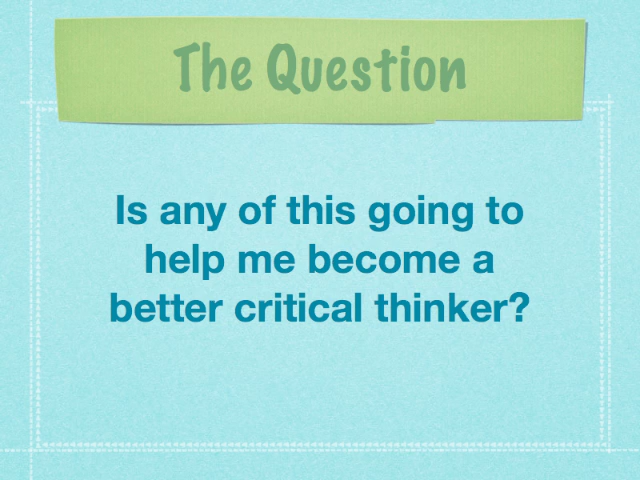 The Question
Is any of this going to
help me become a
better critical thinker?